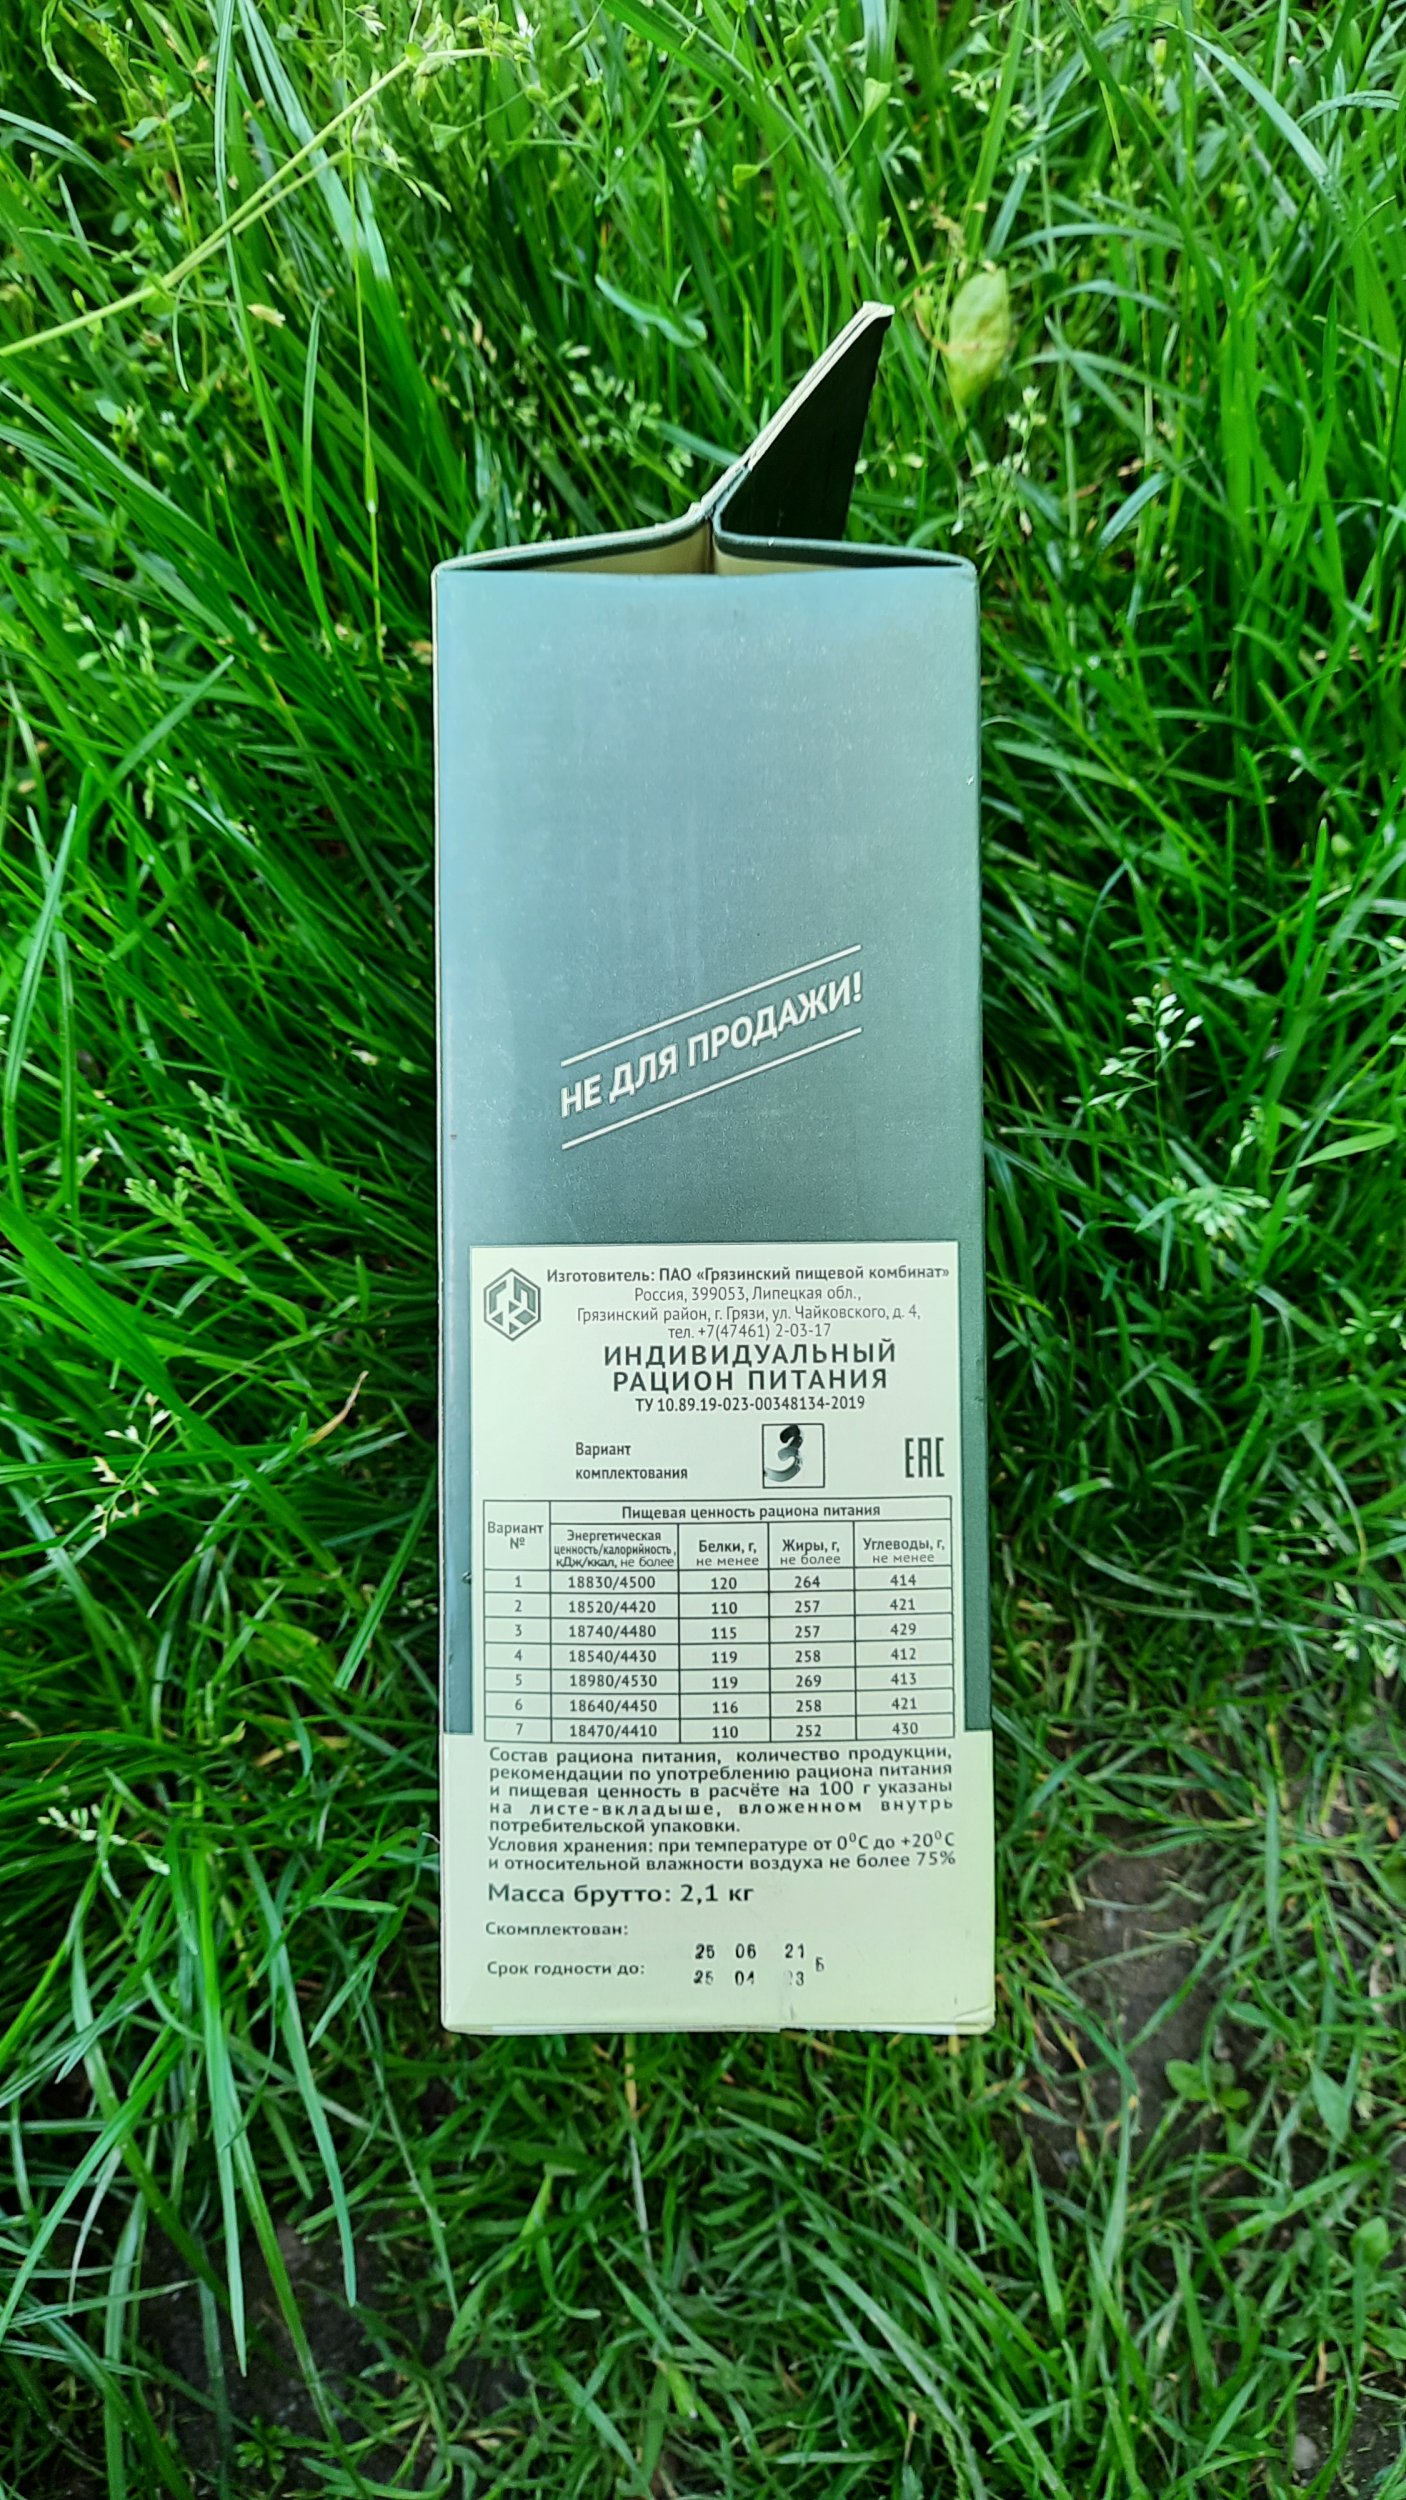 НЕ ДЛЯ ПРОДАЖИ!
Изготовитель: ПАО «Грязинский пищевой комбинат»
Россия, 399053, Липецкая обл.,
Грязинский район, г. Грязи, ул. Чайковского, д. 4,
тел. +7(47461) 2-03-17
ИНДИВИДУАЛЬНЫЙ
РАЦИОН ПИТАНИЯ
ТУ 10.89.19-023-00348134-2019
Вариант
комплектования
3
EAC
Вариант №
Пищевая ценность рациона питания
Энергетическая ценность/калорийность, кДж/ккал, не более
Белки, г, не менее
Жиры, г, не более
Углеводы, г, не менее
1 18830/4500 120 264 414
2 18520/4420 110 257 421
3 18740/4480 115 257 429
4 18540/4430 119 258 412
5 18980/4530 119 269 413
6 18640/4450 116 258 421
7 18470/4410 110 252 430
Состав рациона питания, количество продукции,
рекомендации по употреблению рациона питания
и пищевая ценность в расчёте на 100 г указаны
на листе-вкладыше, вложенном внутрь
потребительской упаковки.
Условия хранения: при температуре от 0⁰С до +20⁰С
и относительной влажности воздуха не более 75%
Масса брутто: 2,1 кг
Скомплектован: 25 06 21
Срок годности до: 25 04 Б